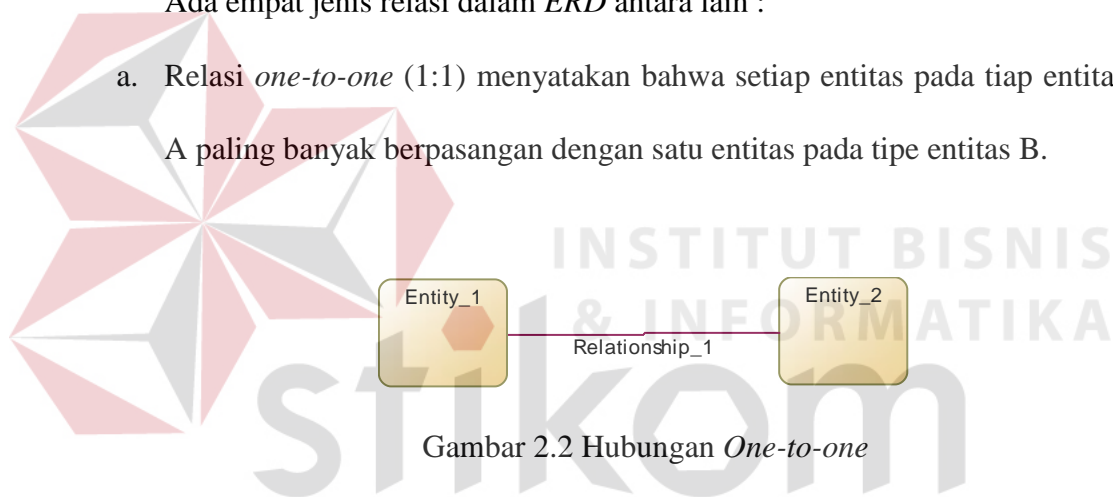 Ada empat jenis relasi dalam ERD antara lain :
a. Relasi one-to-one (1:1) menyatakan bahwa setiap entitas pada tiap entita
A paling banyak berpasangan dengan satu entitas pada tipe entitas B.
INSTITUT BISNIS
& INFORMATIKA
stikom
Entity_1
Entity_2
Relationship_1
Gambar 2.2 Hubungan One-to-one